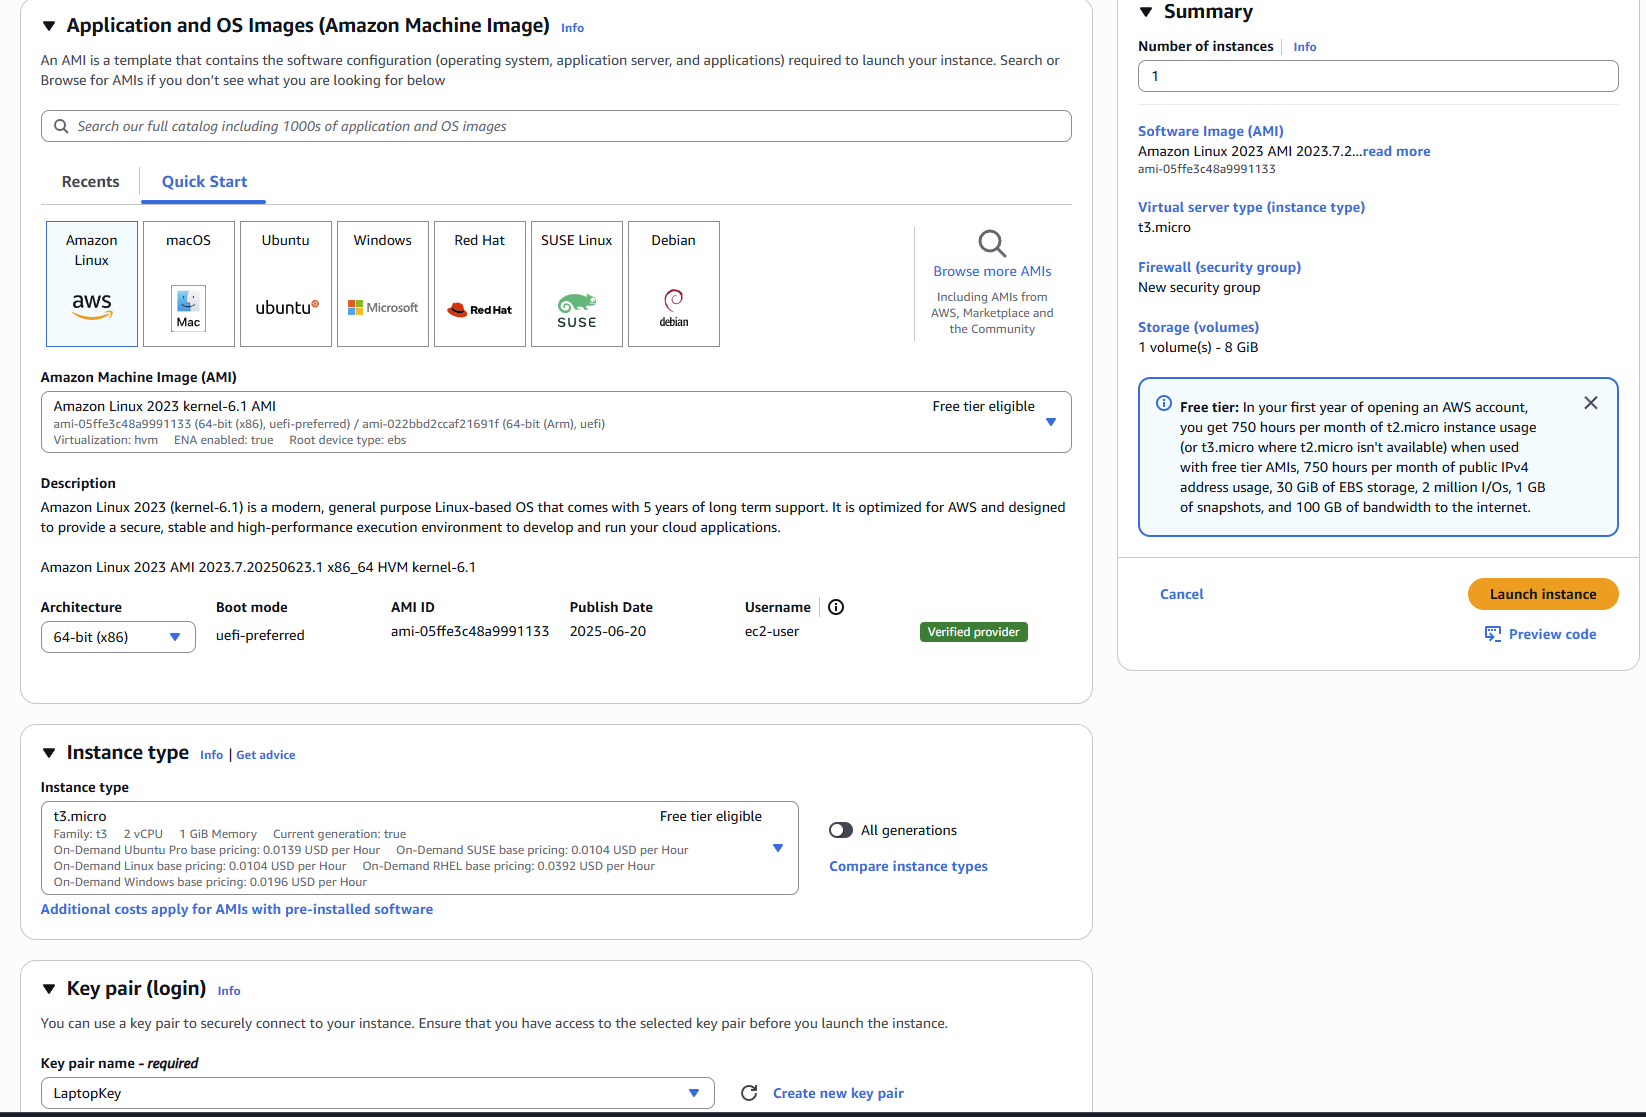 Application and OS Images (Amazon Machine Image) Info
An AMI is a template that contains the software configuration (operating system, application server, and applications) required to launch your instance. Search or
Browse for AMIs if you don’t see what you are looking for below
Search our full catalog including 1000s of application and OS images
Recents
Quick Start
Amazon
Linux
aws
macOS
Mac
Ubuntu
ubuntu
Windows
Microsoft
Red Hat
Red Hat
SUSE Linux
SUSE
Debian
debian
Browse more AMIs
Including AMIs from
AWS, Marketplace and
the Community
Amazon Machine Image (AMI)
Amazon Linux 2023 kernel-6.1 AMI Free tier eligible
ami-05ffe3c48a9991133 (64-bit (x86), uefi-preferred) / ami-022bbd2ccaf21691f (64-bit (Arm), uefi)
Virtualization: hvm ENA enabled: true Root device type: ebs
Description
Amazon Linux 2023 (kernel-6.1) is a modern, general purpose Linux-based OS that comes with 5 years of long term support. It is optimized for AWS and designed
to provide a secure, stable and high-performance execution environment to develop and run your cloud applications.
Amazon Linux 2023 AMI 2023.7.20250623.1 x86_64 HVM kernel-6.1
Architecture Boot mode AMI ID Publish Date Username
64-bit (x86) uefi-preferred ami-05ffe3c48a9991133 2025-06-20 ec2-user Verified provider
Instance type Info | Get advice
Instance type
t3.micro Free tier eligible
Family: t3 2 vCPU 1 GiB Memory Current generation: true
On-Demand Ubuntu Pro base pricing: 0.0139 USD per Hour On-Demand SUSE base pricing: 0.0104 USD per Hour
On-Demand Linux base pricing: 0.0104 USD per Hour On-Demand RHEL base pricing: 0.0392 USD per Hour
On-Demand Windows base pricing: 0.0196 USD per Hour
All generations
Compare instance types
Additional costs apply for AMIs with pre-installed software
Key pair (login) Info
You can use a key pair to securely connect to your instance. Ensure that you have access to the selected key pair before you launch the instance.
Key pair name - required
LaptopKey
Create new key pair
Summary
Number of instances Info
1
Software Image (AMI)
Amazon Linux 2023 AMI 2023.7.2...read more
ami-05ffe3c48a9991133
Virtual server type (instance type)
t3.micro
Firewall (security group)
New security group
Storage (volumes)
1 volume(s) - 8 GiB
Free tier: In your first year of opening an AWS account,
you get 750 hours per month of t2.micro instance usage
(or t3.micro where t2.micro isn't available) when used
with free tier AMIs, 750 hours per month of public IPv4
address usage, 30 GiB of EBS storage, 2 million I/Os, 1 GB
of snapshots, and 100 GB of bandwidth to the internet.
Cancel
Launch instance
Preview code